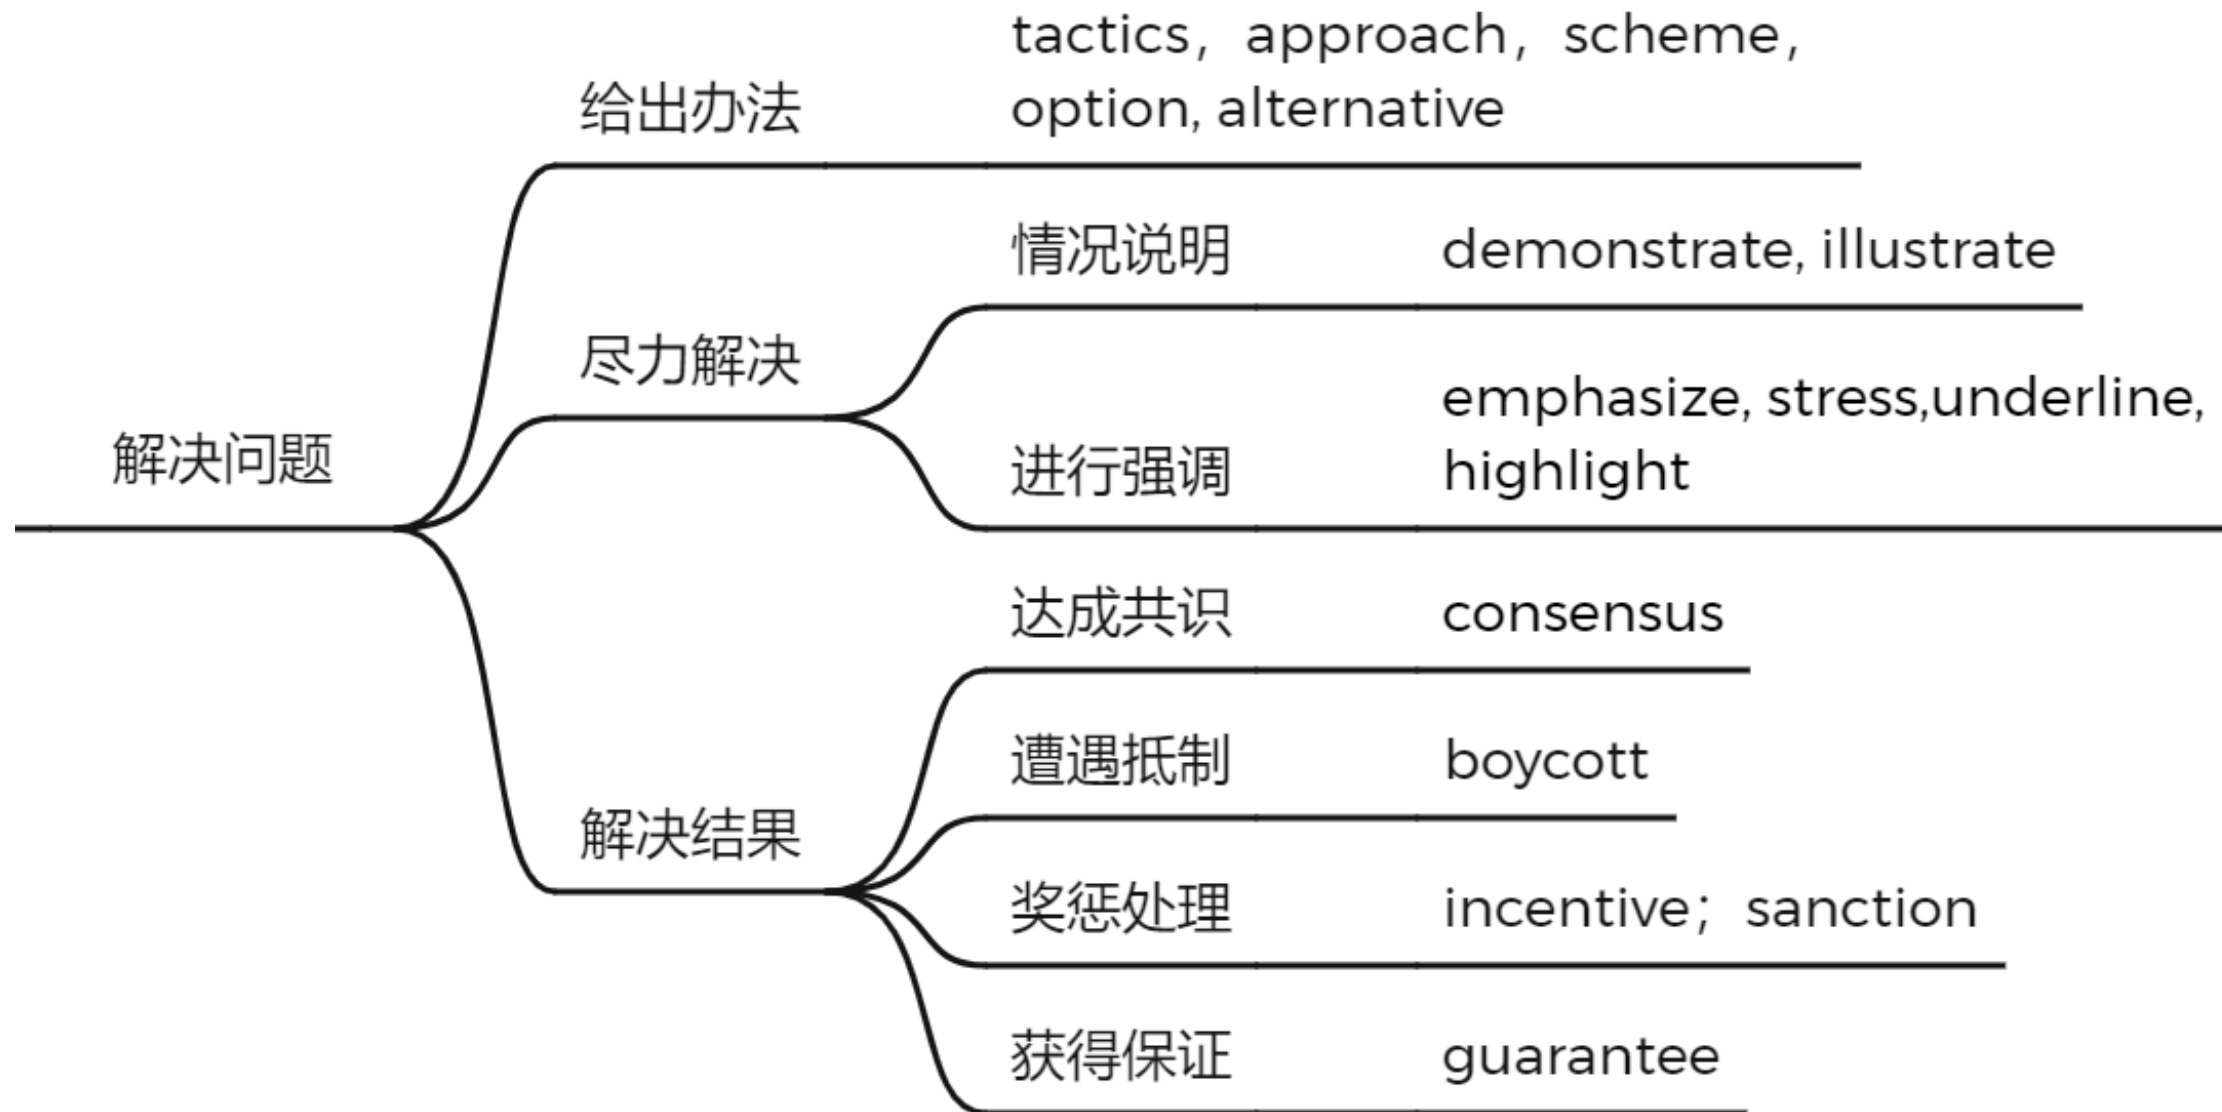 tactics，approach，scheme，
option, alternative
给出办法
情况说明
demonstrate, illustrate
尽力解决
emphasize, stress,underline,
highlight
进行强调
解决问题
达成共识
consensus
遭遇抵制
boycott
解决结果
奖惩处理
incentive；sanction
获得保证
guarantee